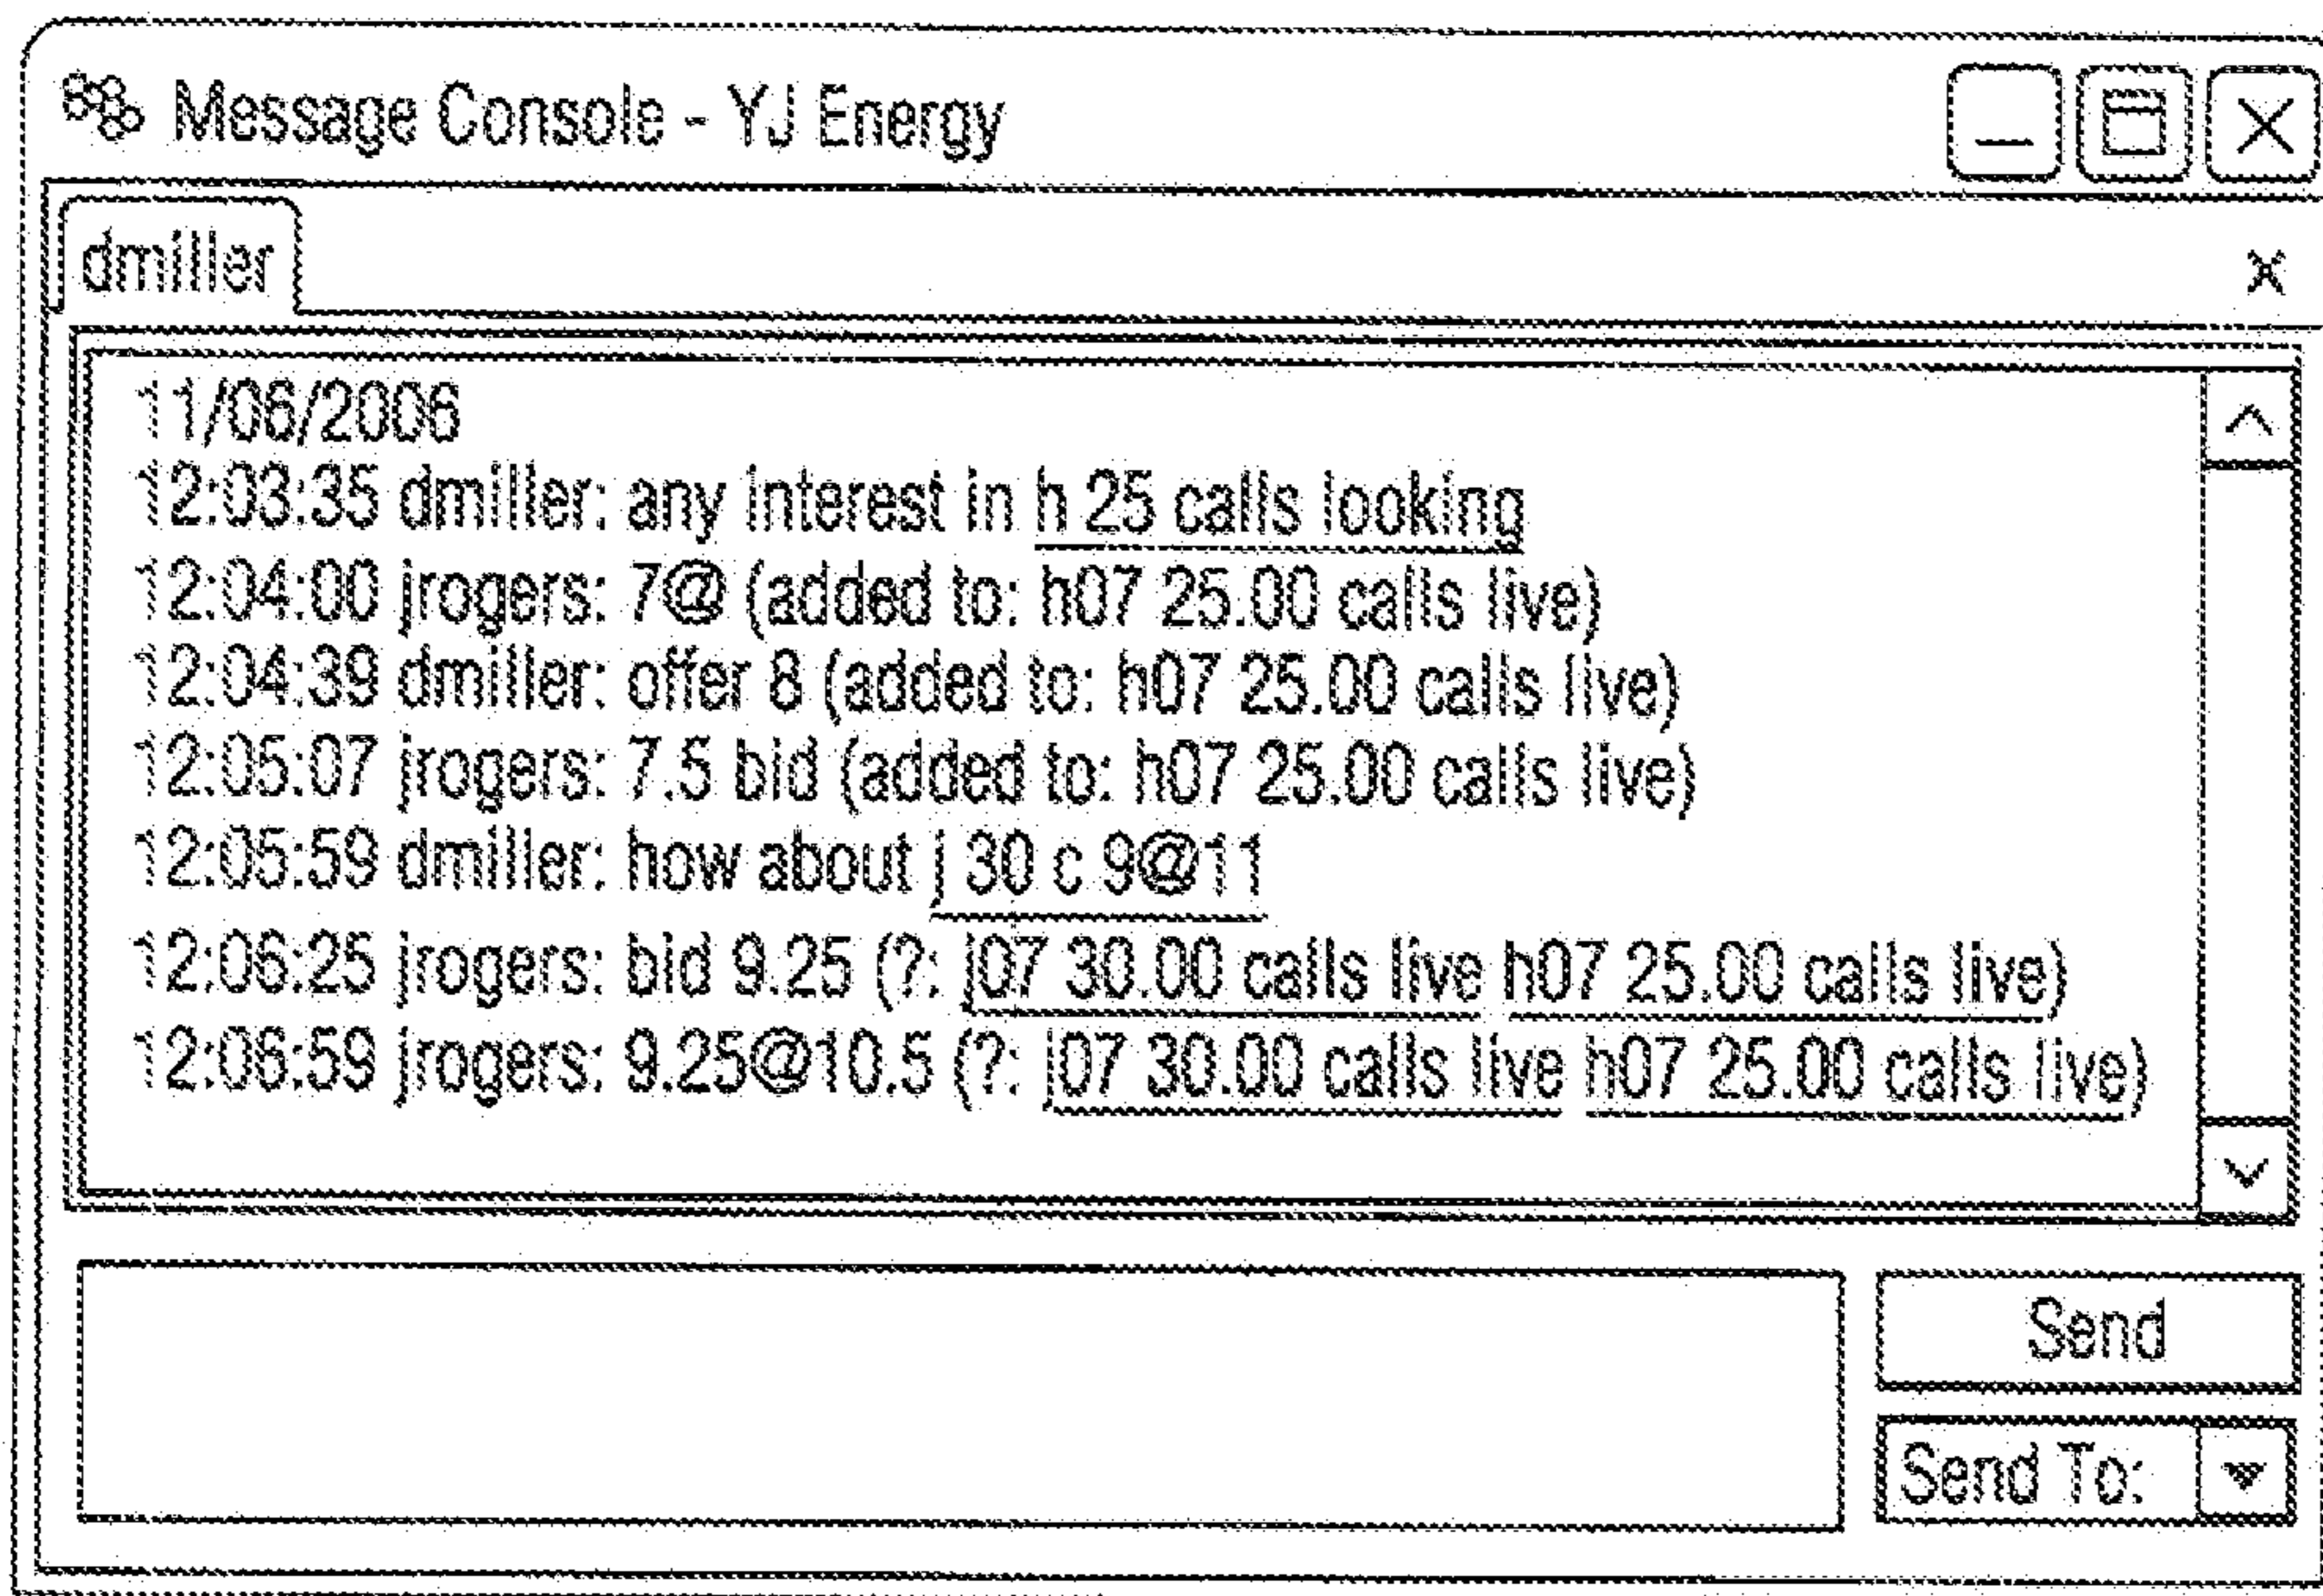 Message Console - YJ Energy
dmiller x
11/06/2006
12:03:35 dmiller: any interest in h 25 calls looking
12:04:00 jrogers: 7@ (added to: h07 25.00 calls live)
12:04:39 dmiller: offer 8 (added to: h07 25.00 calls live)
12:05:07 jrogers: 7.5 bid (added to: h07 25.00 calls live)
12:05:59 dmiller: how about j 30 c 9@11
12:06:25 jrogers: bid 9.25 (?: j07 30.00 calls live h07 25.00 calls live)
12:06:59 jrogers: 9.25@10.5 (?: j07 30.00 calls live h07 25.00 calls live)
Send
Send To: